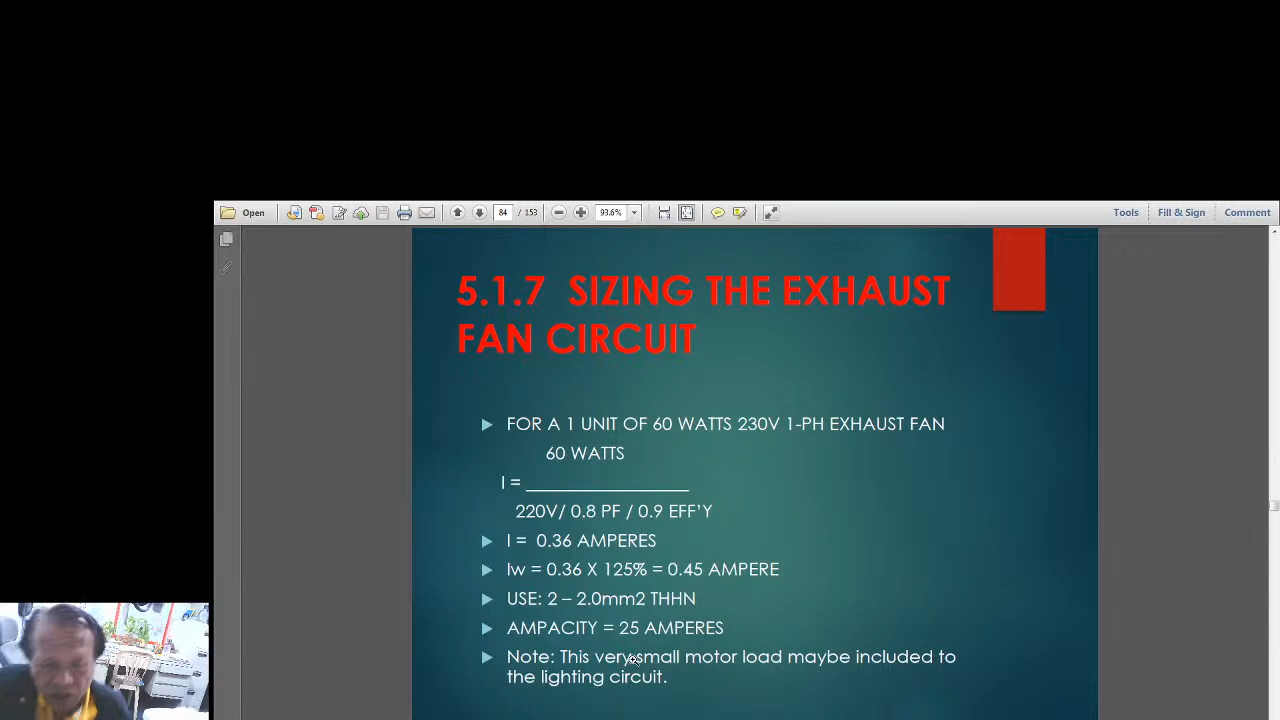 Open
84 / 153
93.6%
Tools
Fill & Sign
Comment
5.1.7 SIZING THE EXHAUST
FAN CIRCUIT
FOR A 1 UNIT OF 60 WATTS 230V 1-PH EXHAUST FAN
60 WATTS
I = _________________
220V/ 0.8 PF / 0.9 EFF'Y
I = 0.36 AMPERES
Iw = 0.36 X 125% = 0.45 AMPERE
USE: 2 – 2.0mm2 THHN
AMPACITY = 25 AMPERES
Note: This very small motor load maybe included to
the lighting circuit.